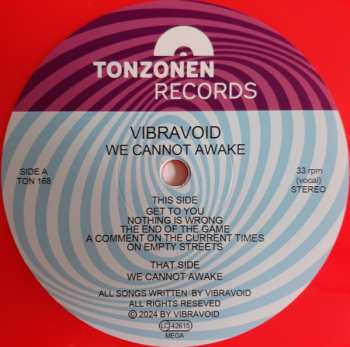 TONZONEN
RECORDS
VIBRAVOID
WE CANNOT AWAKE
SIDE A
TON 168
33 rpm
(vocal)
STEREO
THIS SIDE
GET TO YOU
NOTHING IS WRONG
THE END OF THE GAME
A COMMENT ON THE CURRENT TIMES
ON EMPTY STREETS
THAT SIDE
WE CANNOT AWAKE
ALL SONGS WRITTEN BY VIBRAVOID
ALL RIGHTS RESEVED
© 2024 BY VIBRAVOID
LC 42615
MEGA